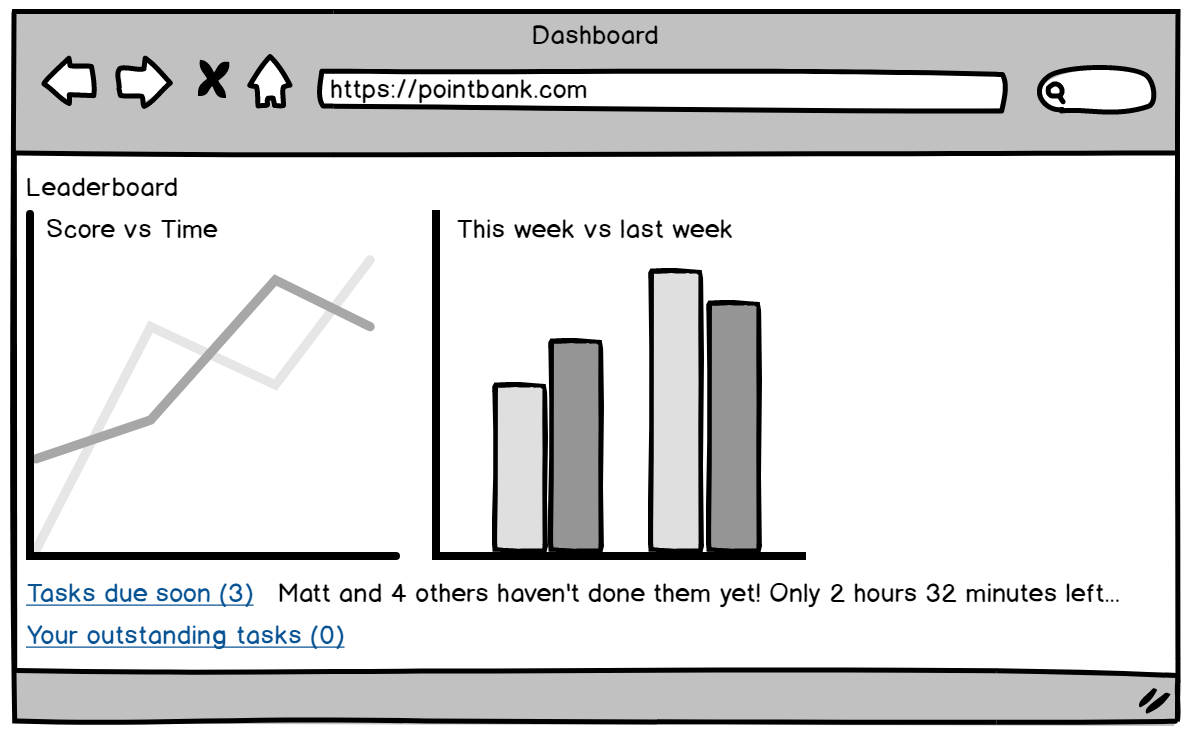 Dashboard
https://pointbank.com
Leaderboard
Score vs Time
This week vs last week
Tasks due soon (3) Matt and 4 others haven't done them yet! Only 2 hours 32 minutes left...
Your outstanding tasks (0)